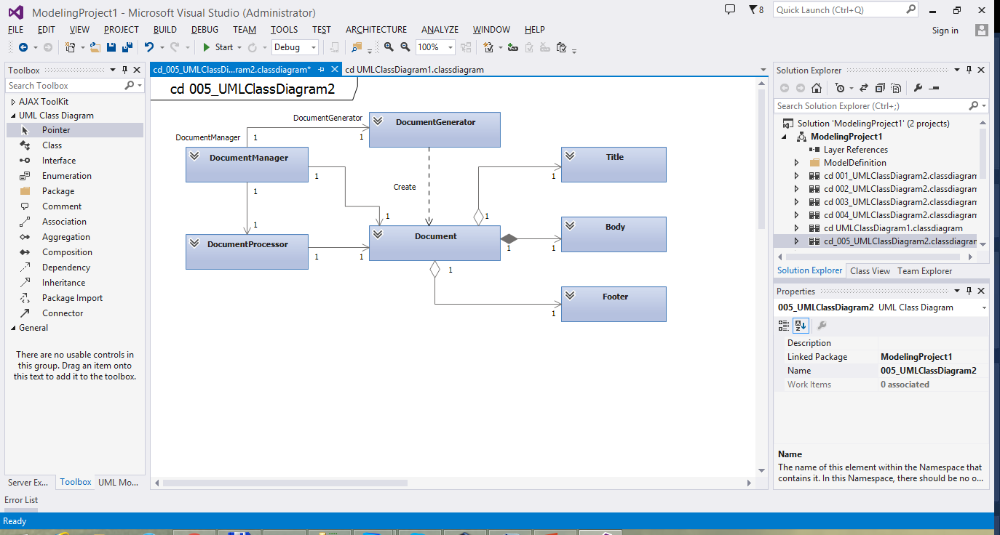 ModelingProject1 - Microsoft Visual Studio (Administrator)
8
Quick Launch (Ctrl+Q)
FILE EDIT VIEW PROJECT BUILD DEBUG TEAM TOOLS TEST ARCHITECTURE ANALYZE WINDOW HELP
Sign in
Start Debug 100%
Toolbox
Search Toolbox
AJAX ToolKit
UML Class Diagram
Pointer
Class
Interface
Enumeration
Package
Comment
Association
Aggregation
Composition
Dependency
Inheritance
Package Import
Connector
General
There are no usable controls in
this group. Drag an item onto
this text to add it to the toolbox.
Server Ex... Toolbox UML Mo...
cd_005_UMLClassDi...ram2.classdiagram* cd UMLClassDiagram1.classdiagram
cd 005_UMLClassDiagram2
DocumentGenerator
DocumentGenerator
DocumentManager
1
1
DocumentManager
Title
1
1
Create
1
1
1
1
Document
Body
DocumentProcessor
1
1
1
1
1
Footer
1
Solution Explorer
Search Solution Explorer (Ctrl+;)
Solution 'ModelingProject1' (2 projects)
ModelingProject1
Layer References
ModelDefinition
cd 001_UMLClassDiagram2.classdiagram
cd 002_UMLClassDiagram2.classdiagram
cd 003_UMLClassDiagram2.classdiagram
cd 004_UMLClassDiagram2.classdiagram
cd UMLClassDiagram1.classdiagram
cd_005_UMLClassDiagram2.classdiagram
Solution Explorer Class View Team Explorer
Properties
005_UMLClassDiagram2 UML Class Diagram
Description
Linked Package ModelingProject1
Name 005_UMLClassDiagram2
Work Items 0 associated
Name
The name of this element within the Namespace that
contains it. In this Namespace, there should be no o...
Error List
Ready